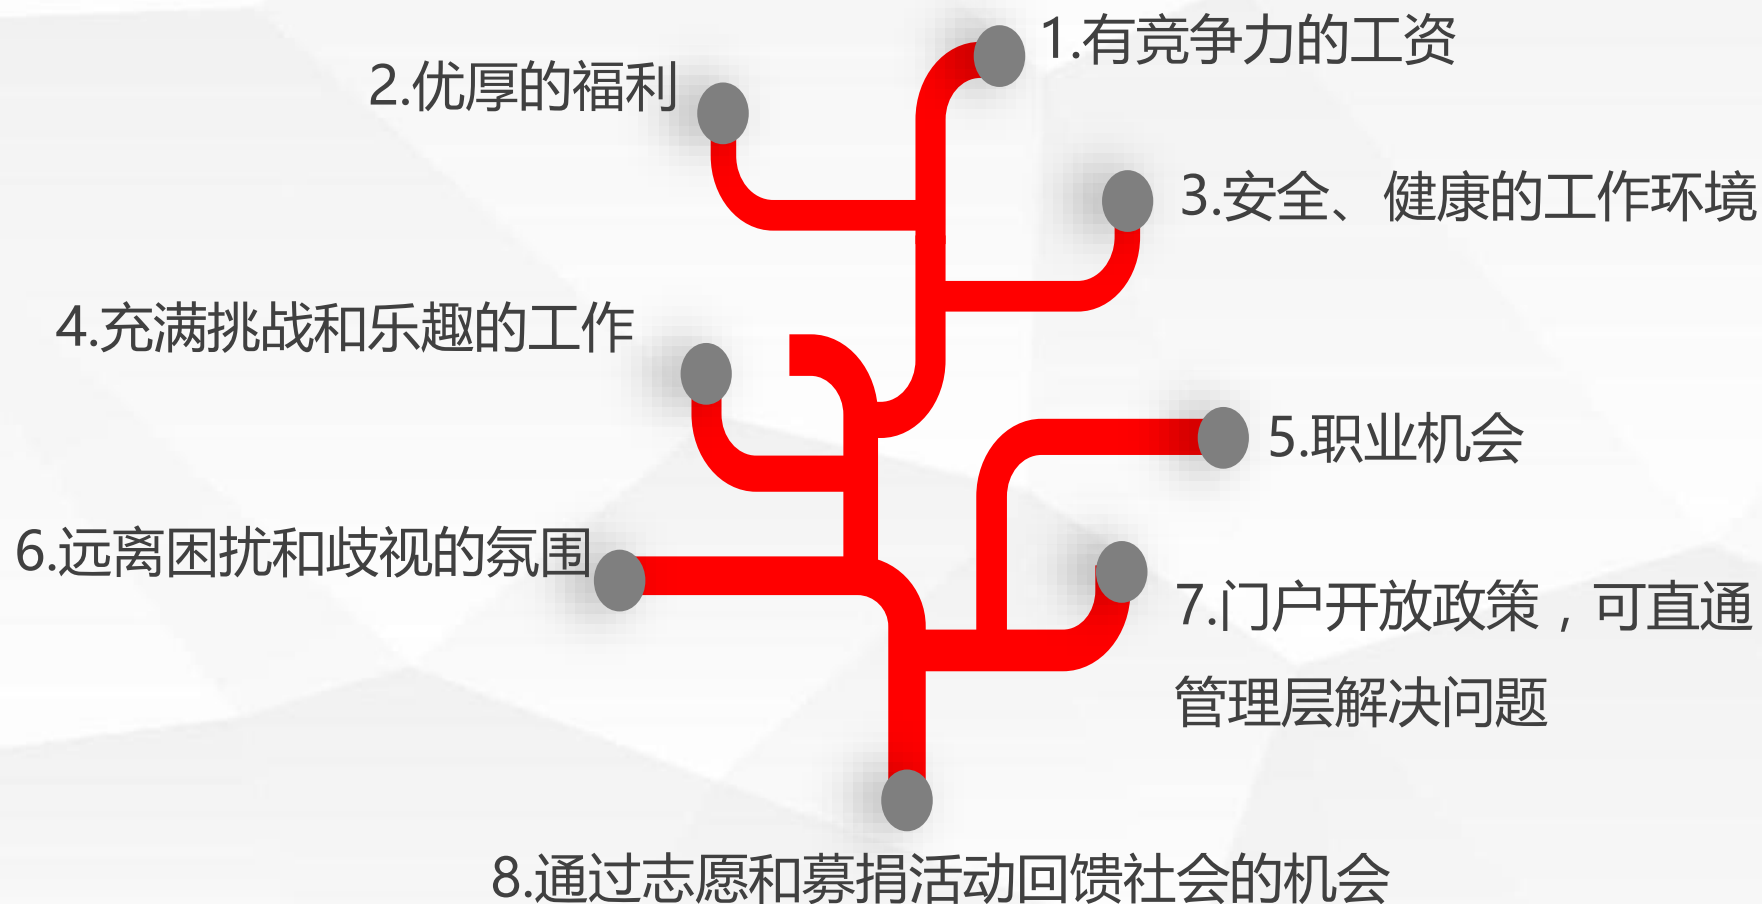 1.有竞争力的工资
2.优厚的福利
3.安全、健康的工作环境
4.充满挑战和乐趣的工作
5.职业机会
6.远离困扰和歧视的氛围
7.门户开放政策，可直通
管理层解决问题
8.通过志愿和募捐活动回馈社会的机会